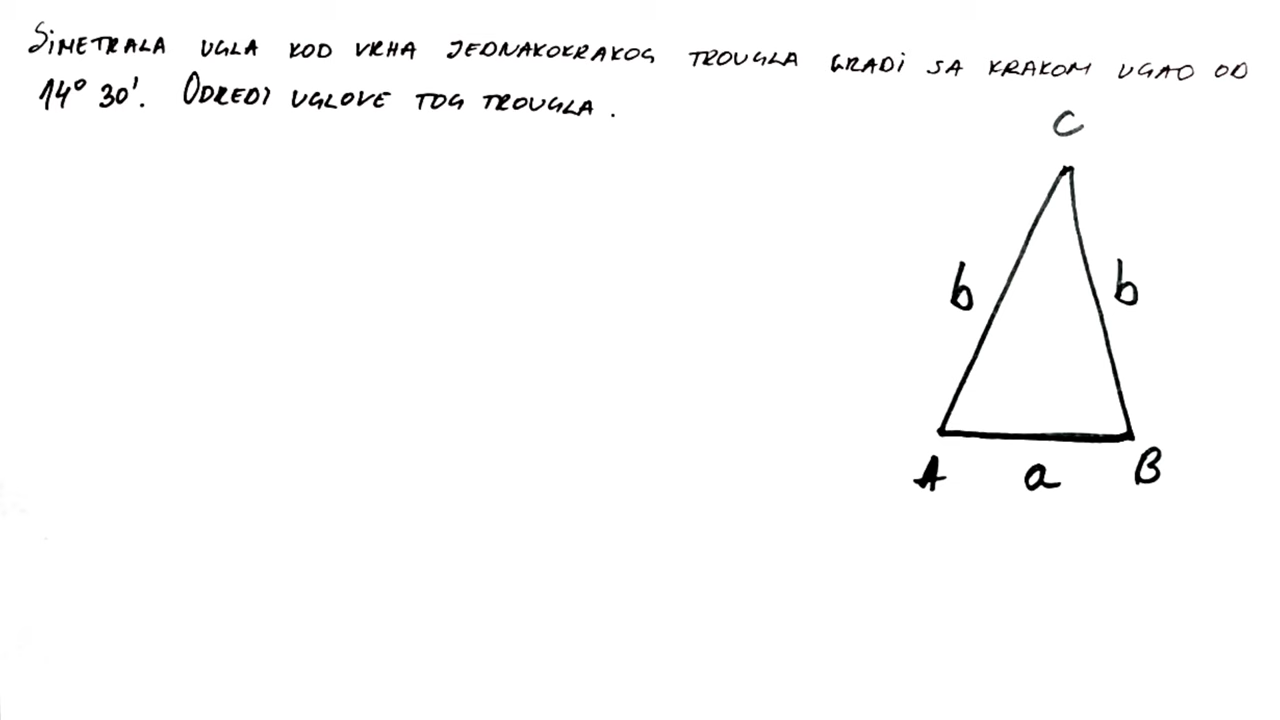 SIMETRALA UGLA KOD VRHA JEDNAKOKRAKOG TROUGLA GRADI SA KRAKOM UGAO OD
14° 30'. ODREDI UGLOVE TOG TROUGLA.
C
b b
A a B